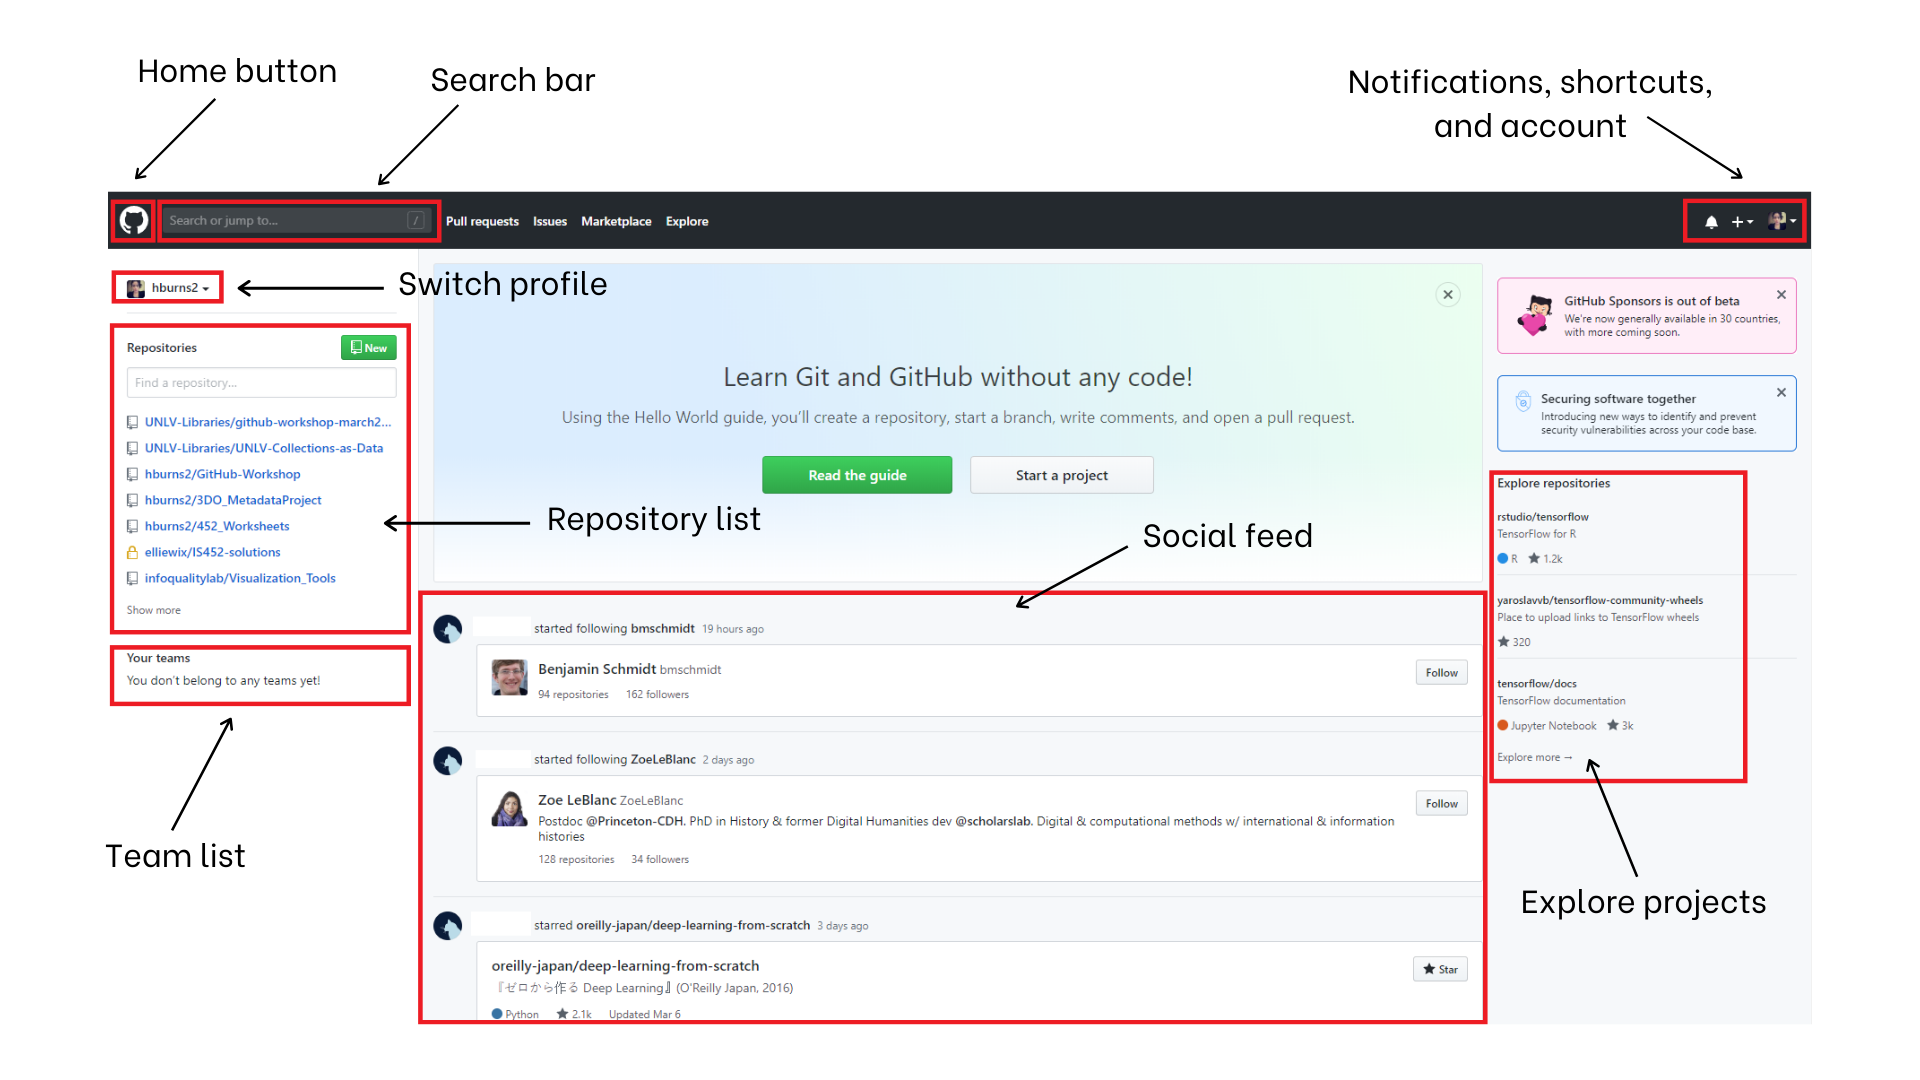 Home button
Search bar
Notifications, shortcuts,
and account
Search or jump to...
/
Pull requests
Issues
Marketplace
Explore
hburns2
Switch profile
Repositories
New
Find a repository...
UNLV-Libraries/github-workshop-march2...
UNLV-Libraries/UNLV-Collections-as-Data
hburns2/GitHub-Workshop
hburns2/3DO_MetadataProject
hburns2/452_Worksheets
elliewix/IS452-solutions
infoqualitylab/Visualization_Tools
Show more
Repository list
Your teams
You don't belong to any teams yet!
Team list
Learn Git and GitHub without any code!
Using the Hello World guide, you'll create a repository, start a branch, write comments, and open a pull request.
Read the guide
Start a project
Social feed
started following bmschmidt 19 hours ago
Benjamin Schmidt bmschmidt
94 repositories 162 followers
Follow
started following ZoeLeBlanc 2 days ago
Zoe LeBlanc ZoeLeBlanc
Postdoc @Princeton-CDH. PhD in History & former Digital Humanities dev @scholarslab. Digital & computational methods w/ international & information
histories
128 repositories 34 followers
Follow
starred oreilly-japan/deep-learning-from-scratch 3 days ago
oreilly-japan/deep-learning-from-scratch
『ゼロから作る Deep Learning』(O'Reilly Japan, 2016)
Python 2.1k Updated Mar 6
Star
GitHub Sponsors is out of beta
We're now generally available in 30 countries,
with more coming soon.
Securing software together
Introducing new ways to identify and prevent
security vulnerabilities across your code base.
Explore repositories
rstudio/tensorflow
TensorFlow for R
R 1.2k
yaroslavvb/tensorflow-community-wheels
Place to upload links to TensorFlow wheels
320
tensorflow/docs
TensorFlow documentation
Jupyter Notebook 3k
Explore more →
Explore projects